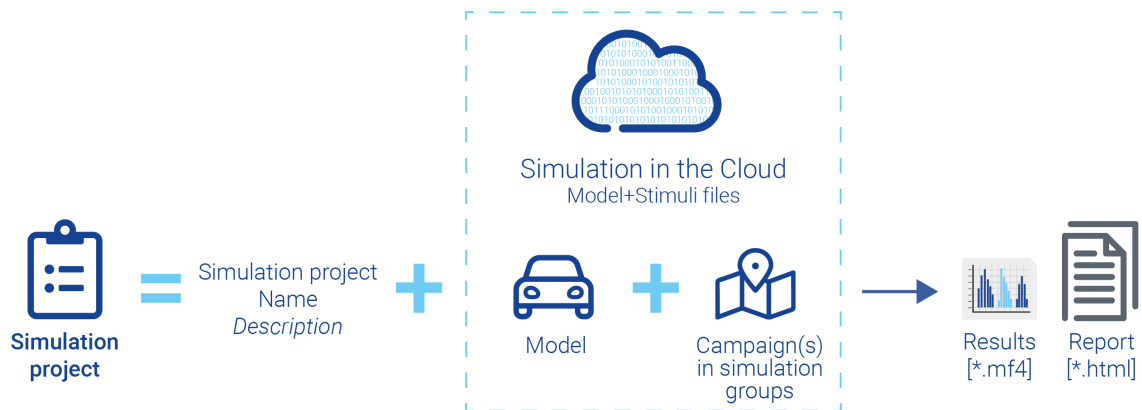 Simulation in the Cloud
Model+Stimuli files
Simulation
project
Simulation project
Name
Description
Model
Campaign(s)
in simulation
groups
Results
[*.mf4]
Report
[*.html]